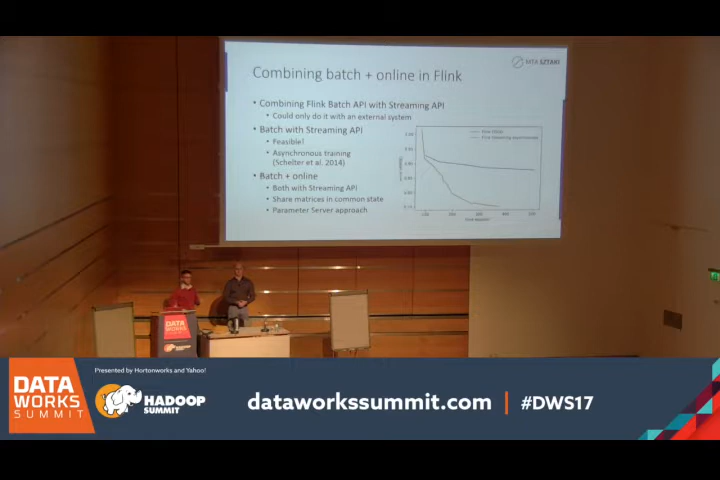 MTA SZTAKI
Combining batch + online in Flink
• Combining Flink Batch API with Streaming API
• Could only do it with an external system
• Batch with Streaming API
• Feasible!
• Asynchronous training
(Schelter et al. 2014)
• Batch + online
• Both with Streaming API
• Share matrices in common state
• Parameter Server approach
DATA
WORKS
SUMMIT
Presented by Hortonworks and Yahoo!
HADOOP
SUMMIT
dataworkssummit.com
#DWS17
DATA
WORKS